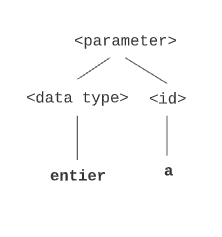 <parameter>
<data type> <id>
entier a